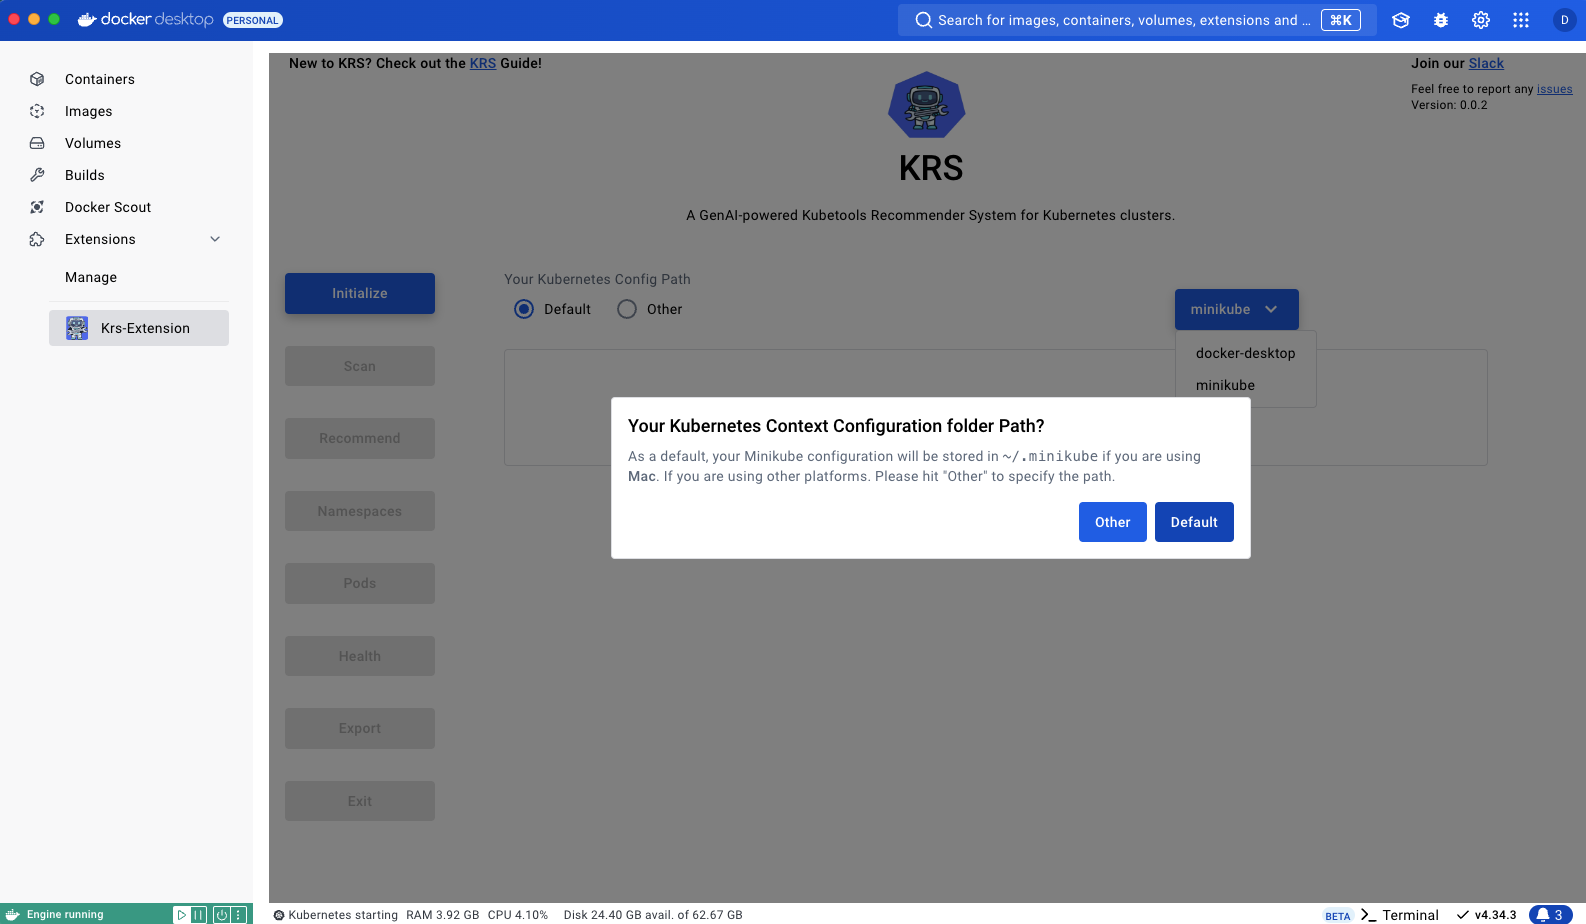 docker desktop PERSONAL
Search for images, containers, volumes, extensions and ... ⌘K
D
Containers
Images
Volumes
Builds
Docker Scout
Extensions
Manage
Krs-Extension
New to KRS? Check out the KRS Guide!
Join our Slack
Feel free to report any issues
Version: 0.0.2
KRS
A GenAI-powered Kubetools Recommender System for Kubernetes clusters.
Initialize
Scan
Recommend
Namespaces
Pods
Health
Export
Exit
Your Kubernetes Config Path
Default Other
minikube
docker-desktop
minikube
Your Kubernetes Context Configuration folder Path?
As a default, your Minikube configuration will be stored in ~/.minikube if you are using
Mac. If you are using other platforms. Please hit "Other" to specify the path.
Other Default
Engine running
Kubernetes starting RAM 3.92 GB CPU 4.10% Disk 24.40 GB avail. of 62.67 GB
BETA >_ Terminal v4.34.3 3